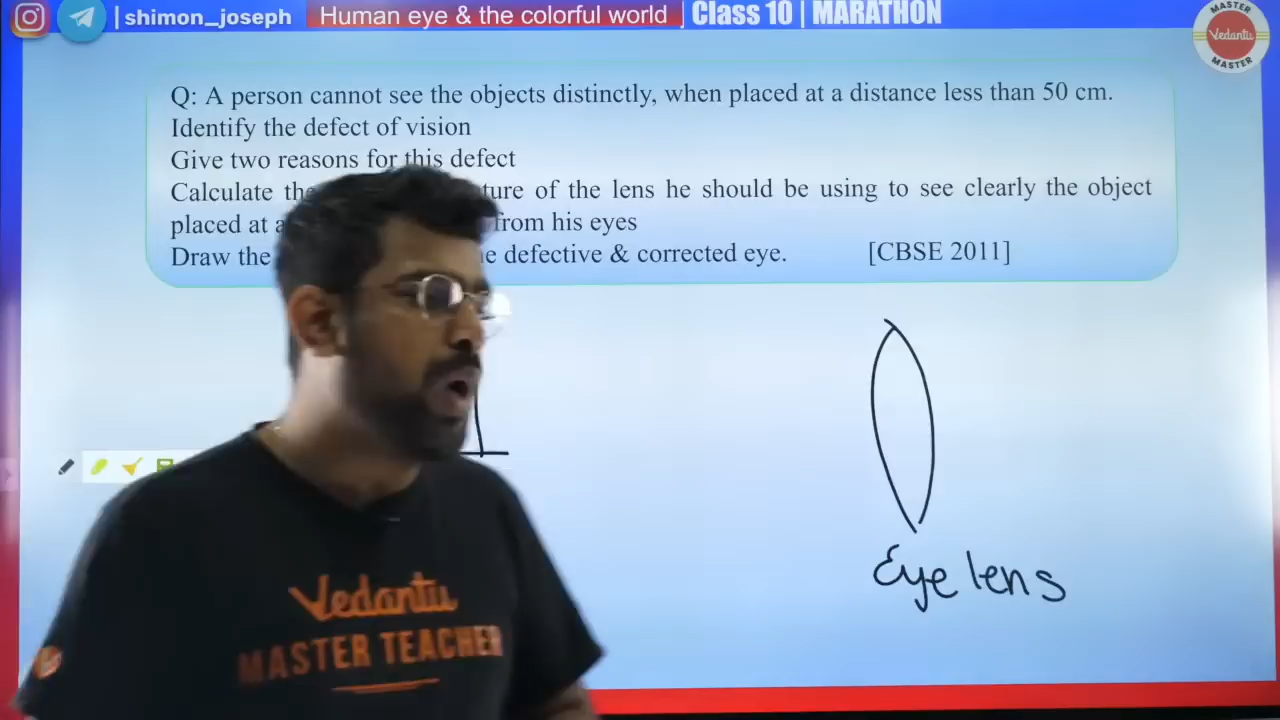 | shimon_joseph
Human eye & the colorful world
| Class 10 | MARATHON
MASTER
Vedantu
MASTER
Q: A person cannot see the objects distinctly, when placed at a distance less than 50 cm.
Identify the defect of vision
Give two reasons for this defect
Calculate of the lens he should be using to see clearly the object
placed at from his eyes
Draw the defective & corrected eye. [CBSE 2011]
Eye lens
Vedantu
MASTER TEACHER